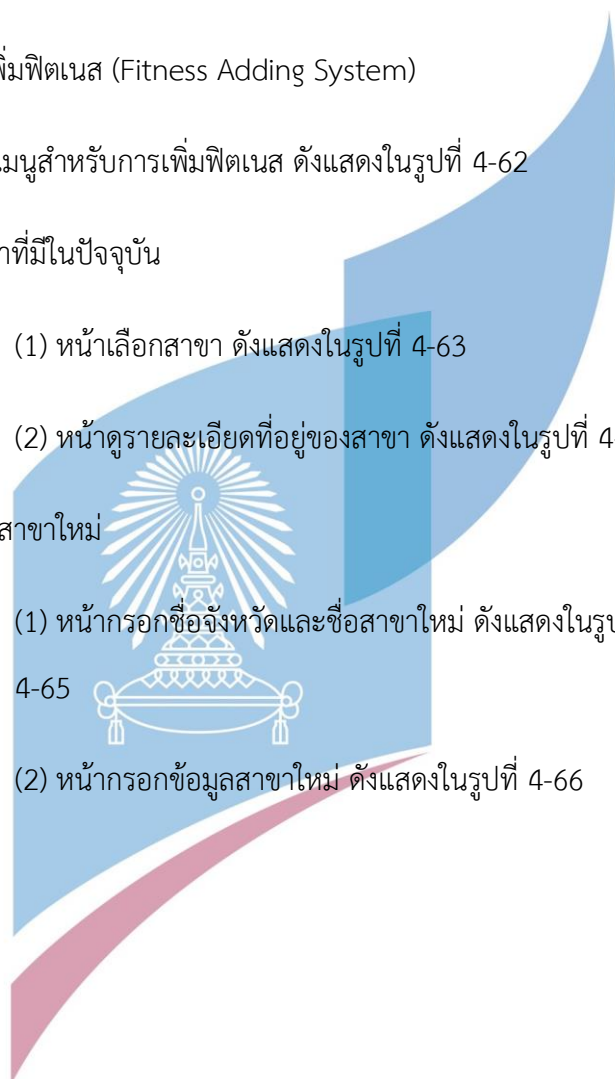 พิ่มฟิตเนส (Fitness Adding System)
เมนูสำหรับการเพิ่มฟิตเนส ดังแสดงในรูปที่ 4-62
าที่มีในปัจจุบัน
(1) หน้าเลือกสาขา ดังแสดงในรูปที่ 4-63
(2) หน้าดูรายละเอียดที่อยู่ของสาขา ดังแสดงในรูปที่ 4-
สาขาใหม่
(1) หน้ากรอกชื่อจังหวัดและชื่อสาขาใหม่ ดังแสดงในรูป
4-65
(2) หน้ากรอกข้อมูลสาขาใหม่ ดังแสดงในรูปที่ 4-66